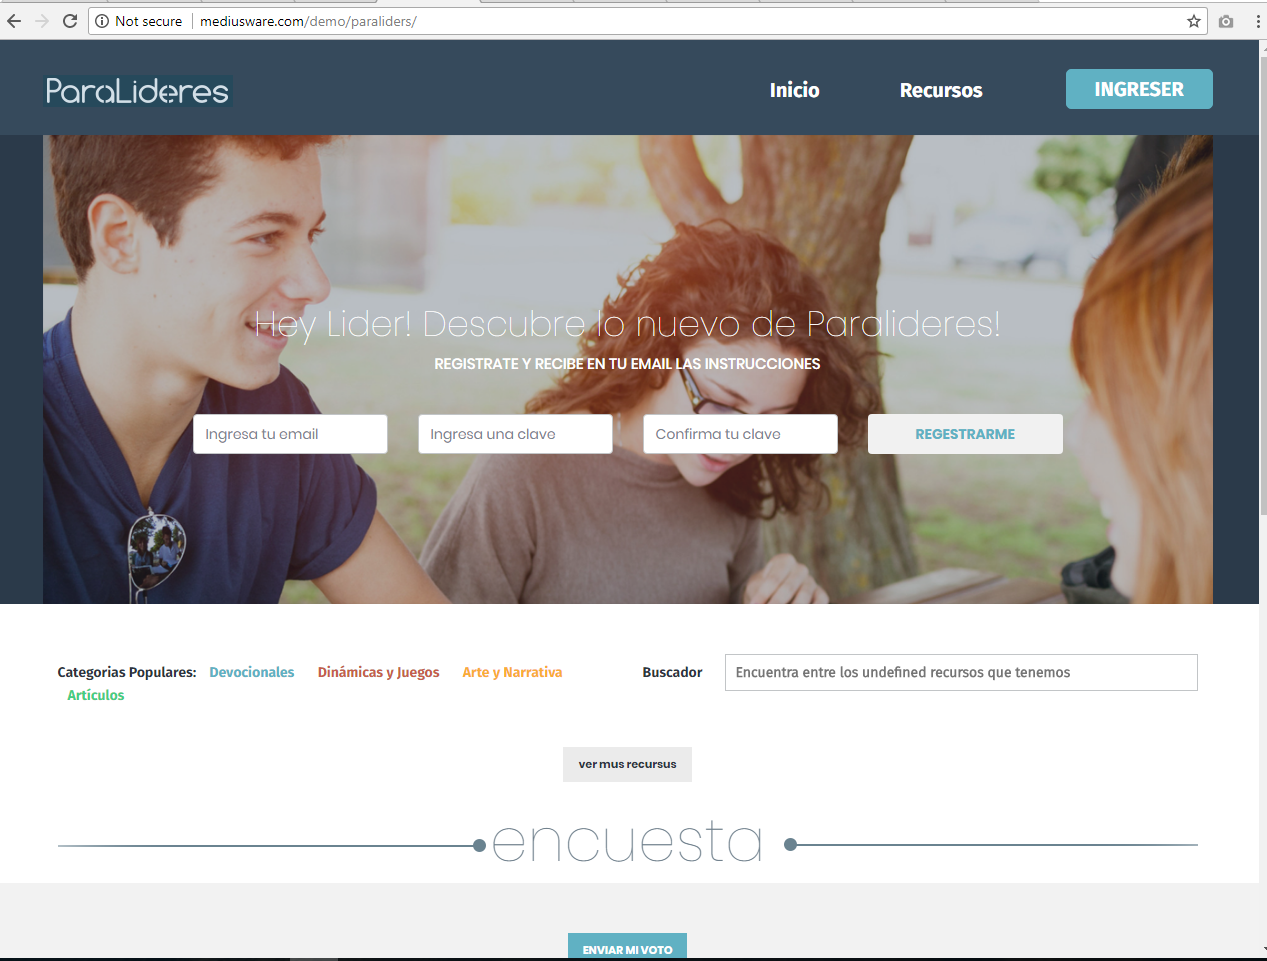 Not secure | mediusware.com/demo/paraliders/
ParaLideres
Inicio
Recursos
INGRESER
Hey Lider! Descubre lo nuevo de Paralideres!
REGISTRATE Y RECIBE EN TU EMAIL LAS INSTRUCCIONES
Ingresa tu email
Ingresa una clave
Confirma tu clave
REGESTRARME
Categorias Populares: Devocionales Dinámicas y Juegos Arte y Narrativa
Artículos
Buscador
Encuentra entre los undefined recursos que tenemos
ver mus recursus
encuesta
ENVIAR MI VOTO